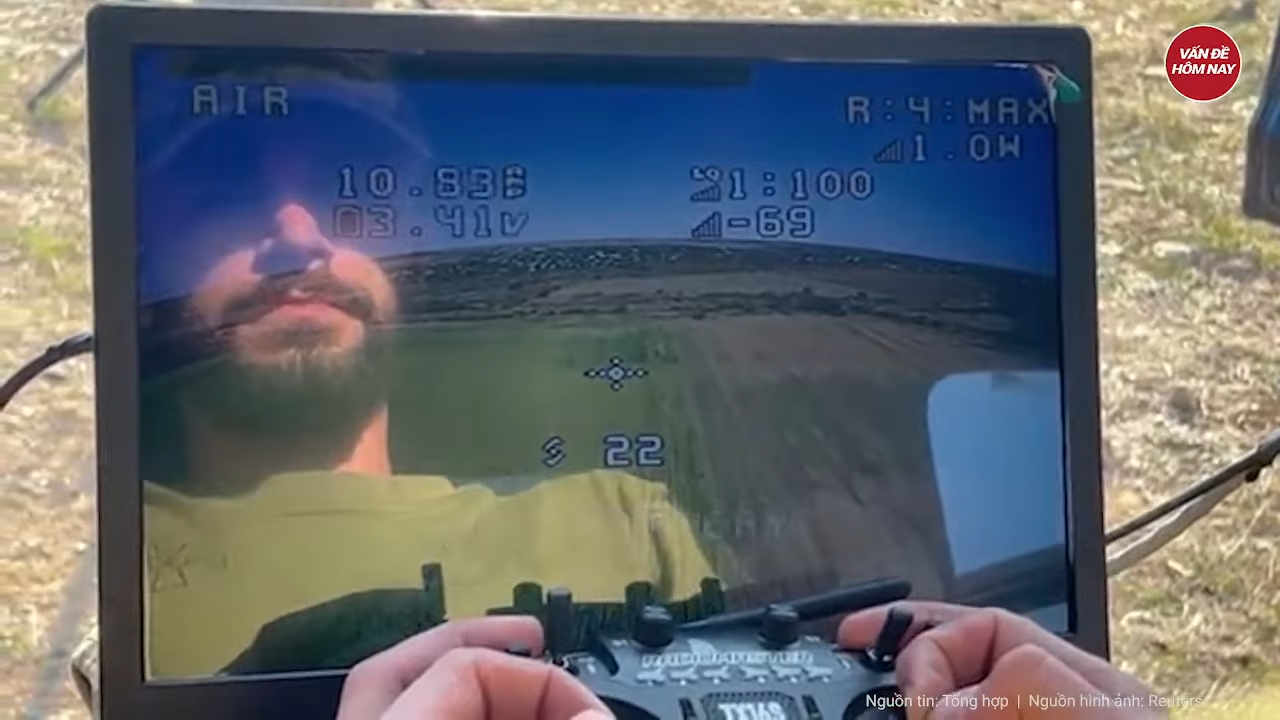 VẤN ĐỀ
HÔM NAY
AIR
R:4:MAX
1.0W
10.83
03.41V
1:100
-69
22
RADIOMASTER
TX16S
Nguồn tin: Tổng hợp | Nguồn hình ảnh: Reuters